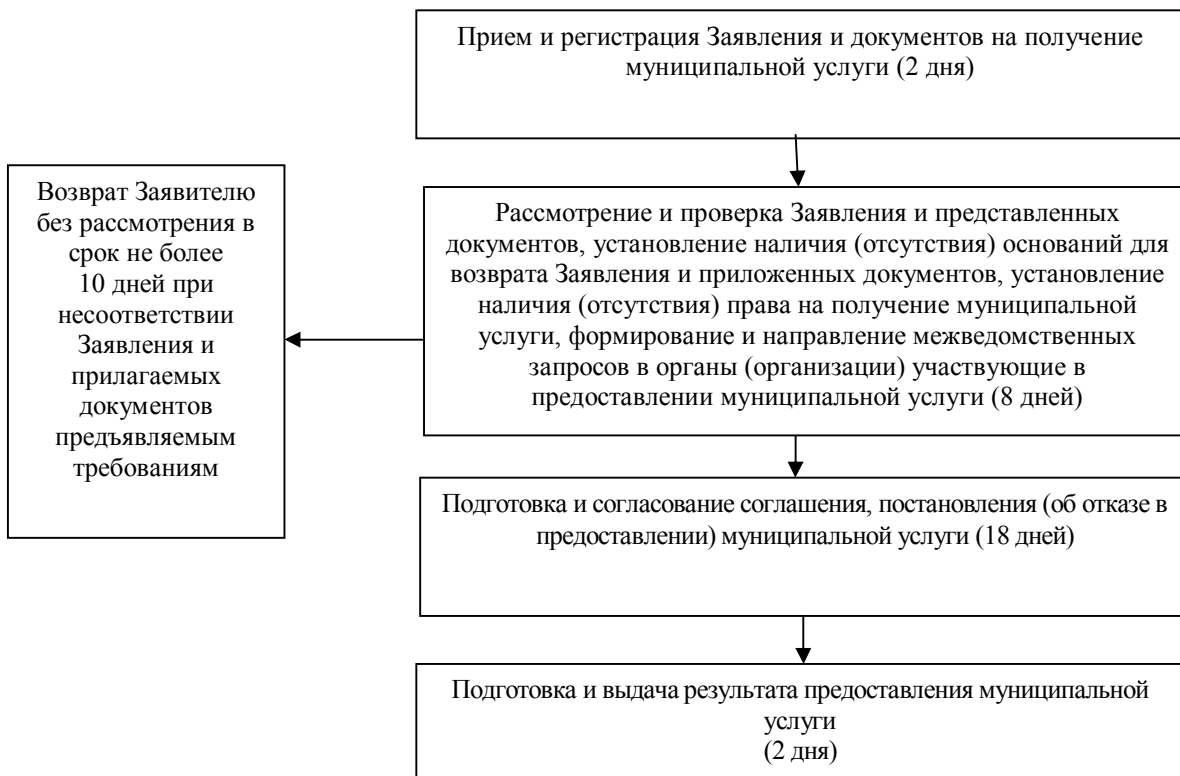 Прием и регистрация Заявления и документов на получение
муниципальной услуги (2 дня)
Возврат Заявителю
без рассмотрения в
срок не более
10 дней при
несоответствии
Заявления и
прилагаемых
документов
предъявляемым
требованиям
Рассмотрение и проверка Заявления и представленных
документов, установление наличия (отсутствия) оснований для
возврата Заявления и приложенных документов, установление
наличия (отсутствия) права на получение муниципальной
услуги, формирование и направление межведомственных
запросов в органы (организации) участвующие в
предоставлении муниципальной услуги (8 дней)
Подготовка и согласование соглашения, постановления (об отказе в
предоставлении) муниципальной услуги (18 дней)
Подготовка и выдача результата предоставления муниципальной
услуги
(2 дня)